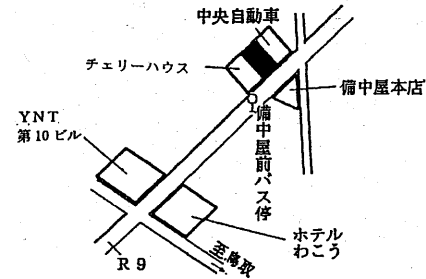 中央自動車
チェリーハウス
備中屋本店
備中屋前バス停
YNT
第10ビル
ホテル
わこう
至鳥取
R9